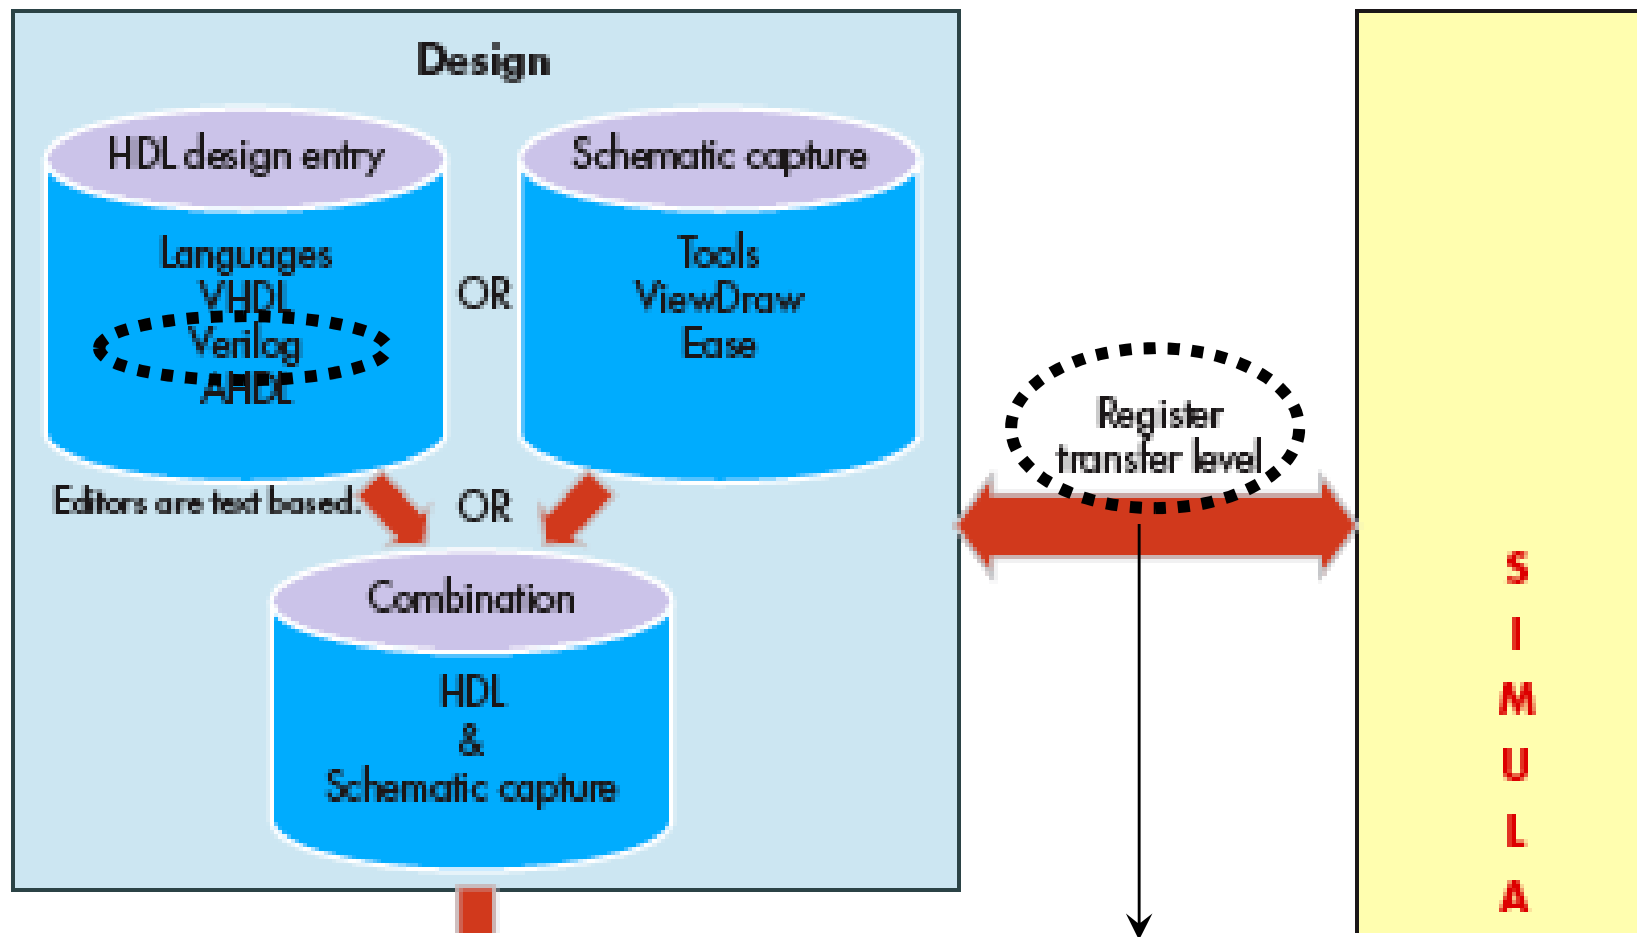 Design
HDL design entry
Languages
VHDL
Verilog
AHDL
OR
Schematic capture
Tools
ViewDraw
Ease
Editors are text based.
OR
Combination
HDL
&
Schematic capture
Register
transfer level
S
I
M
U
L
A